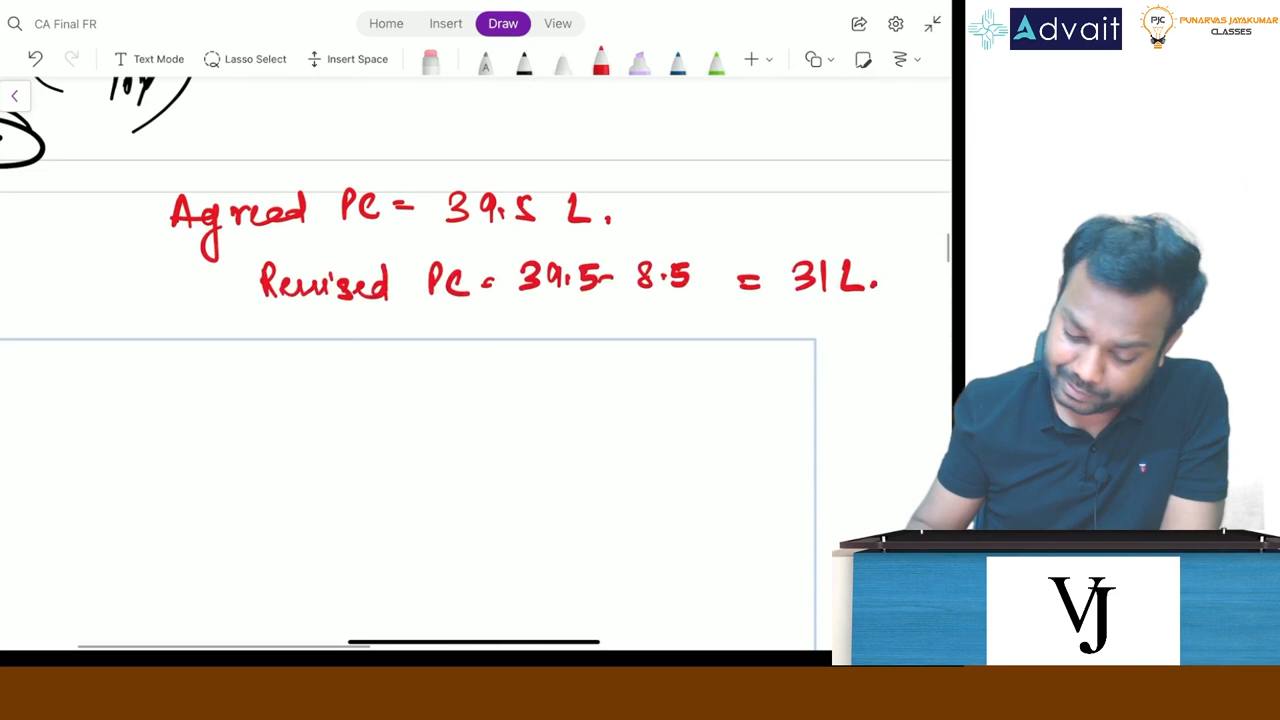 CA Final FR
Home Insert Draw View
Advait
PJC PUNARVAS JAYAKUMAR
CLASSES
Text Mode Lasso Select Insert Space
Agreed PC = 39.5 L.
Revised PC = 39.5 - 8.5 = 31 L.
VJ